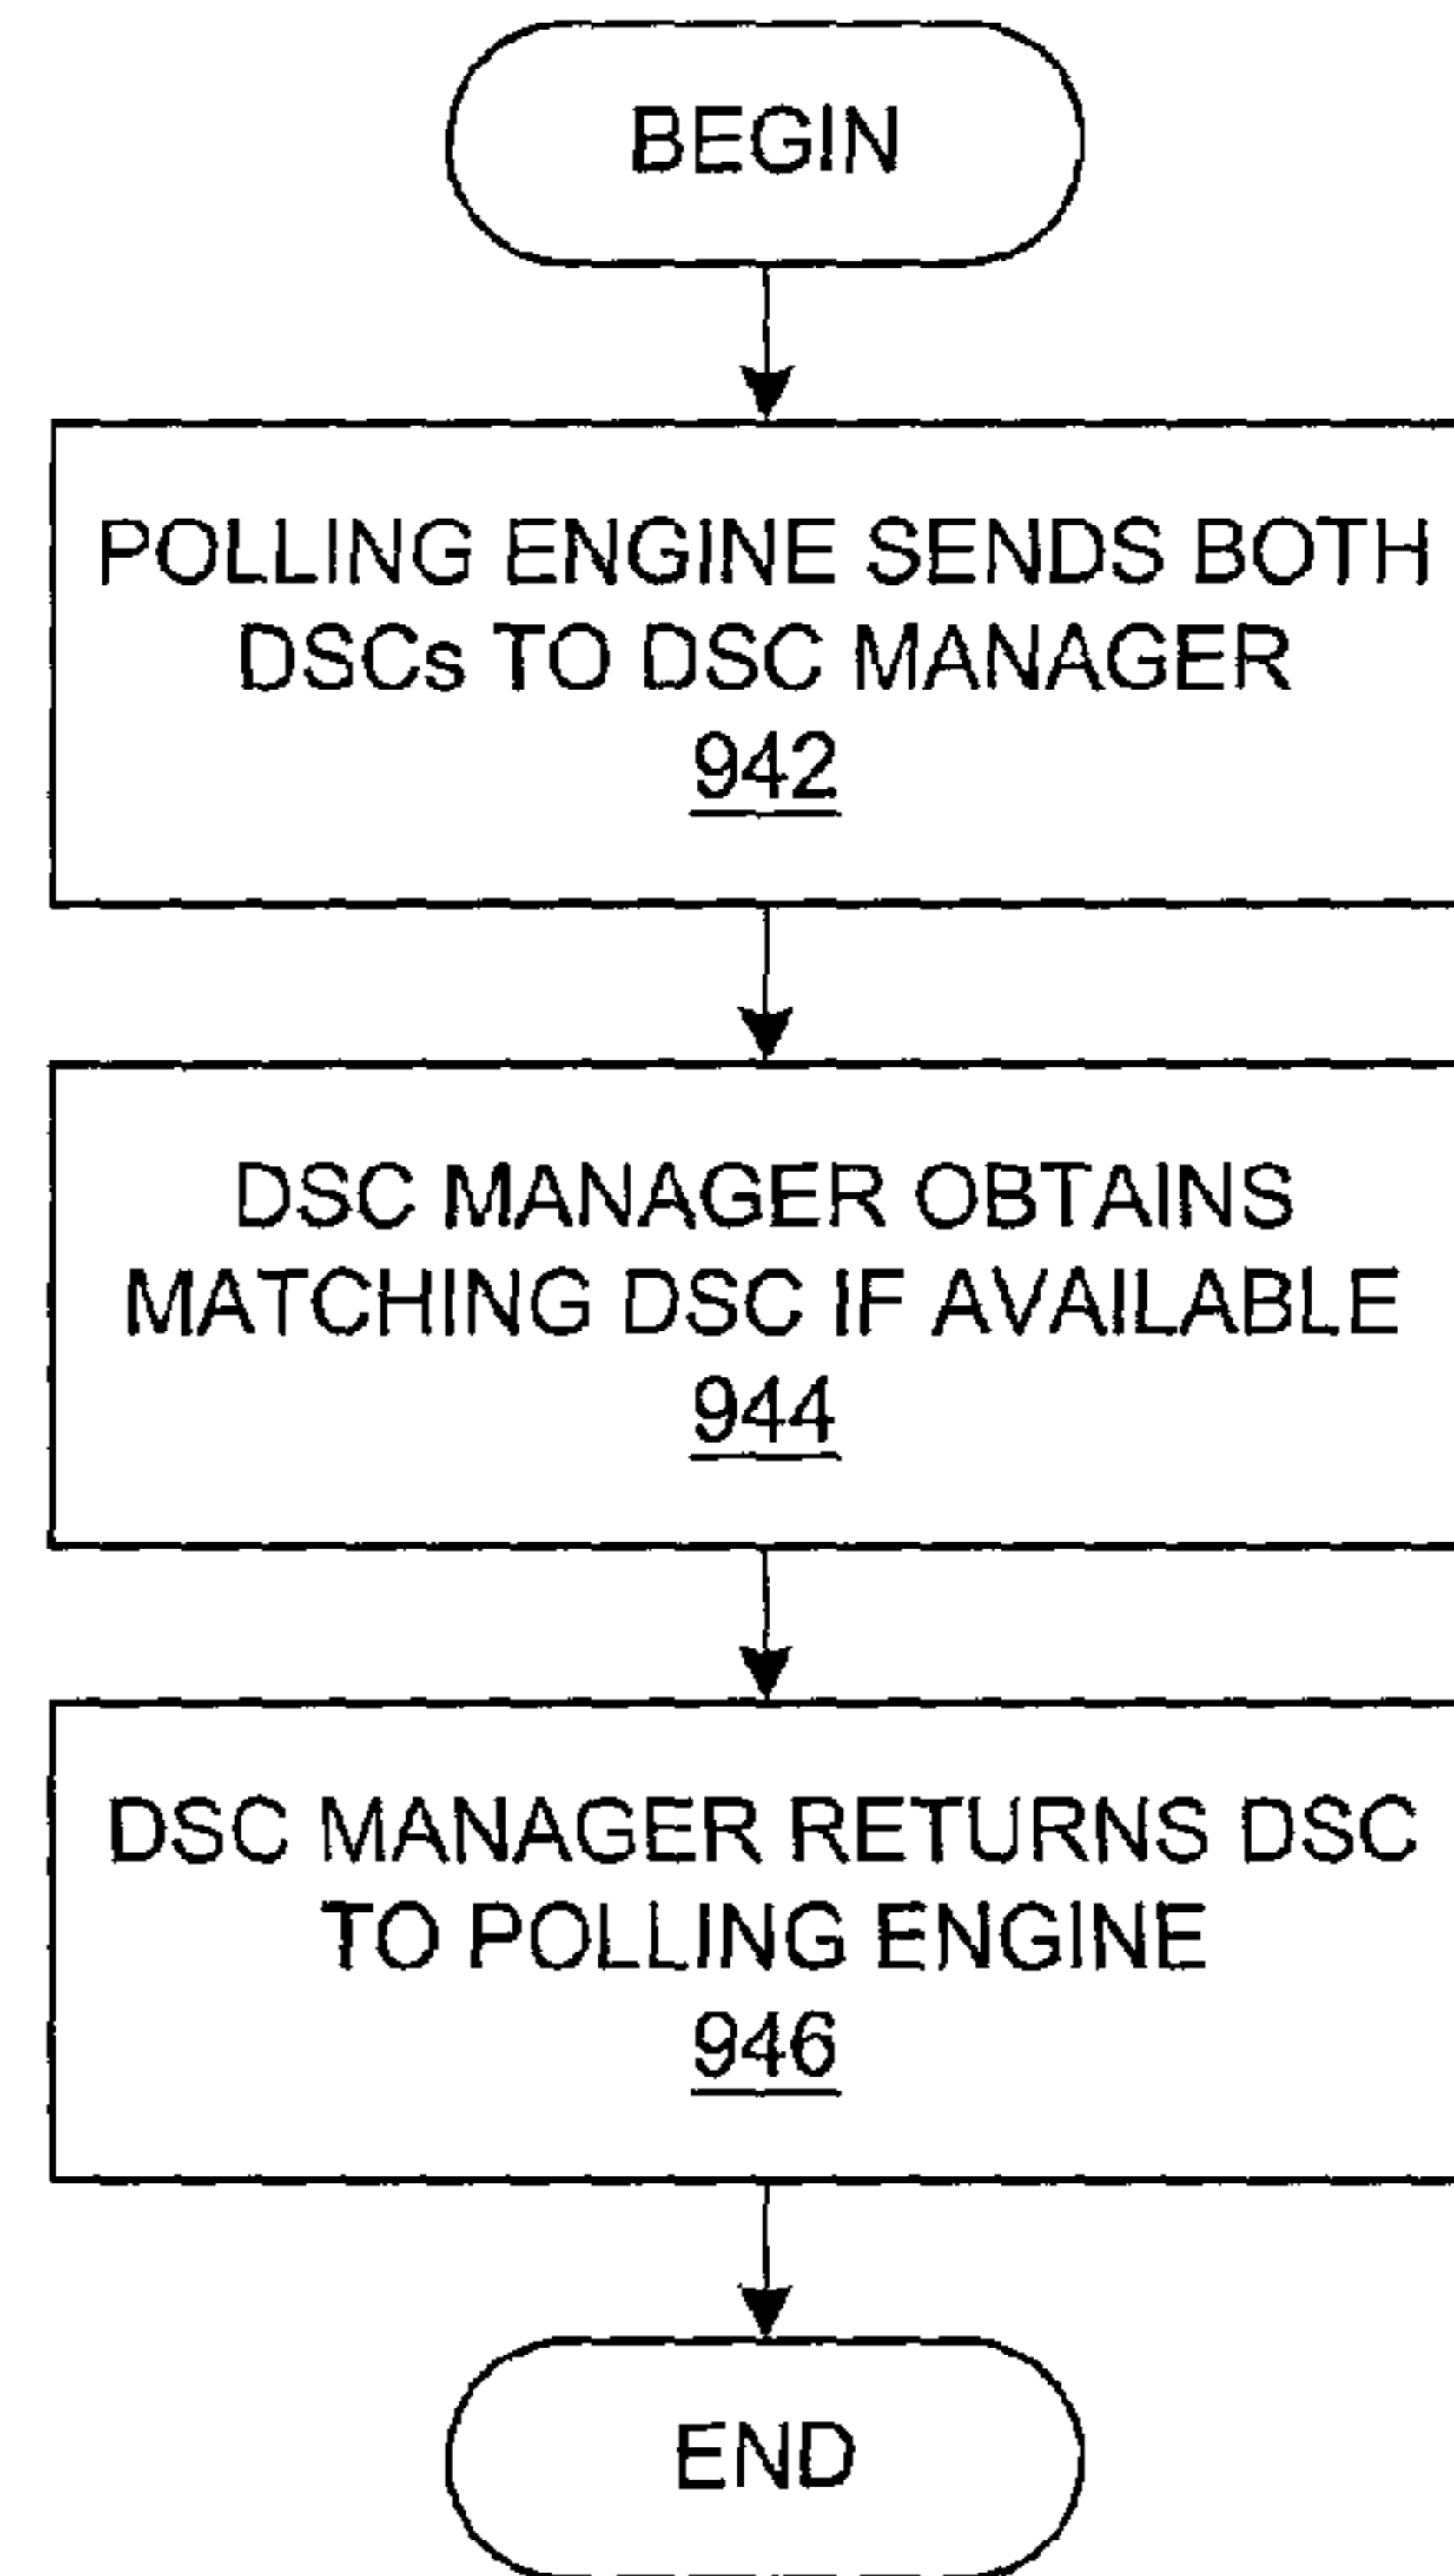 BEGIN
POLLING ENGINE SENDS BOTH
DSCs TO DSC MANAGER
942
DSC MANAGER OBTAINS
MATCHING DSC IF AVAILABLE
944
DSC MANAGER RETURNS DSC
TO POLLING ENGINE
946
END